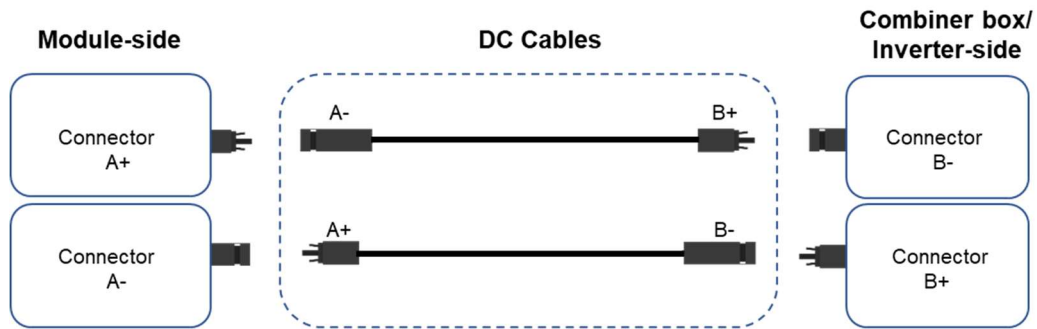 Module-side
DC Cables
Combiner box/
Inverter-side
Connector
A+
A-
B+
Connector
B-
Connector
A-
A+
B-
Connector
B+